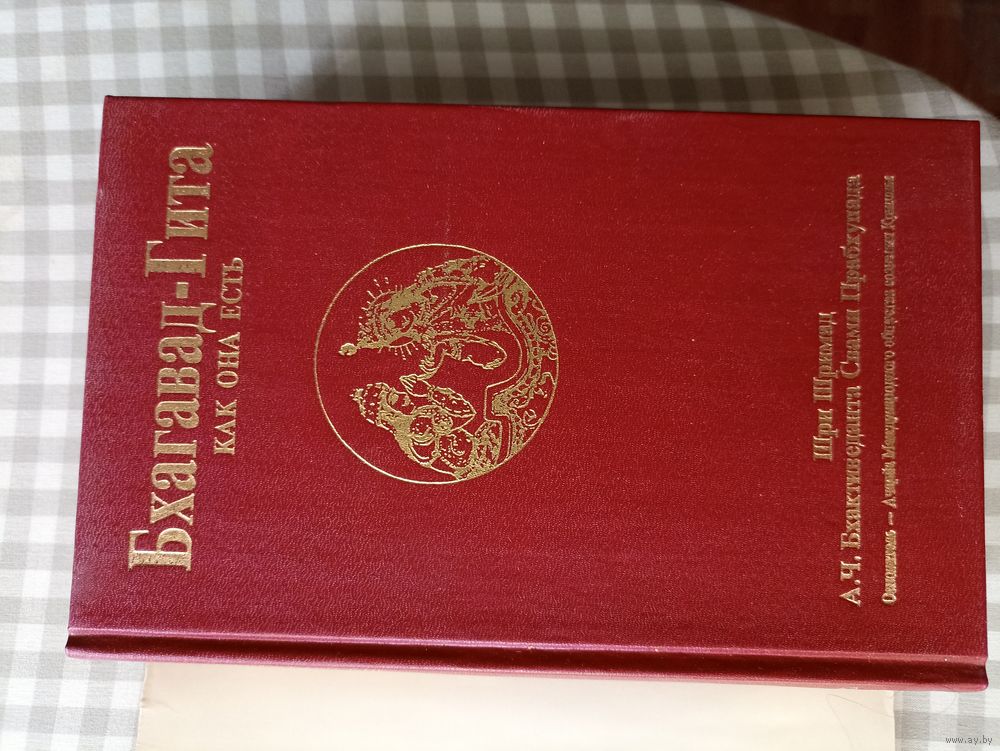 Бхагавад-Гита
КАК ОНА ЕСТЬ
Шри Шримад
А.Ч. Бхактиведанта Свами Прабхупада
Основатель — Ачарья Международного общества сознания Кришны
www.ay.by